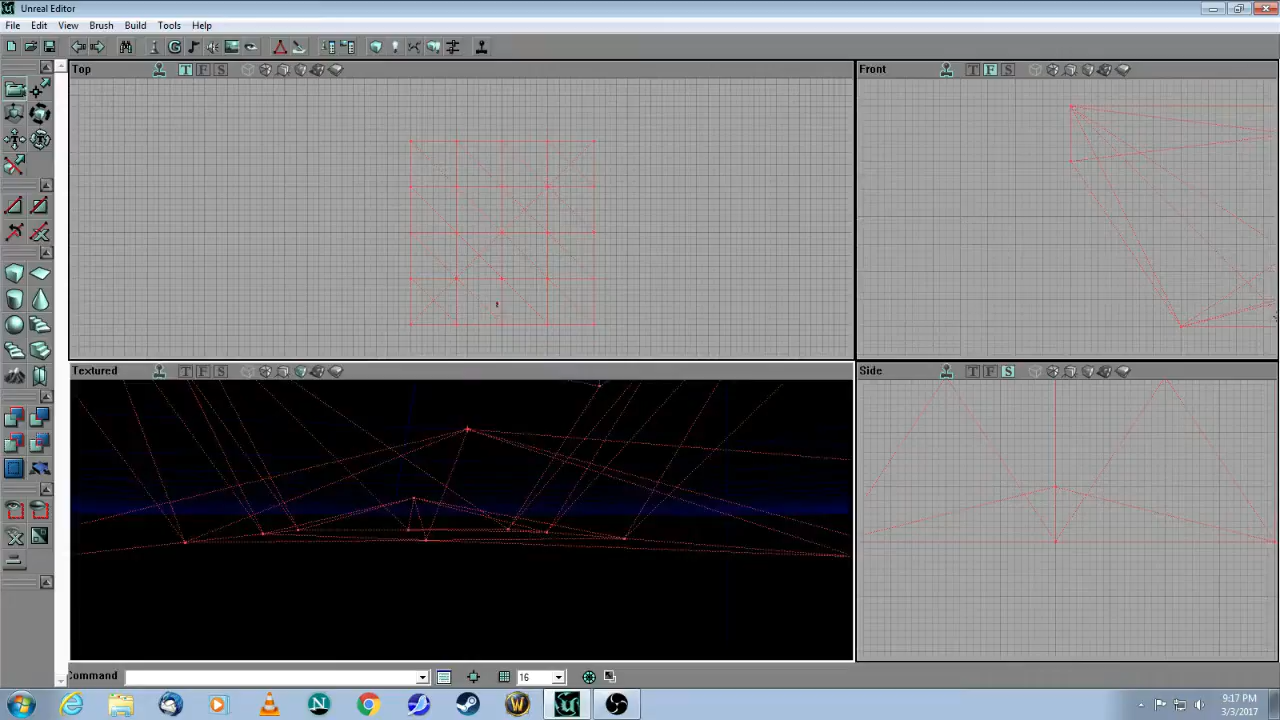 Unreal Editor
File Edit View Brush Build Tools Help
Top T F S
Front T F S
Textured T F S
Side T F S
Command 16
9:17 PM
3/3/2017